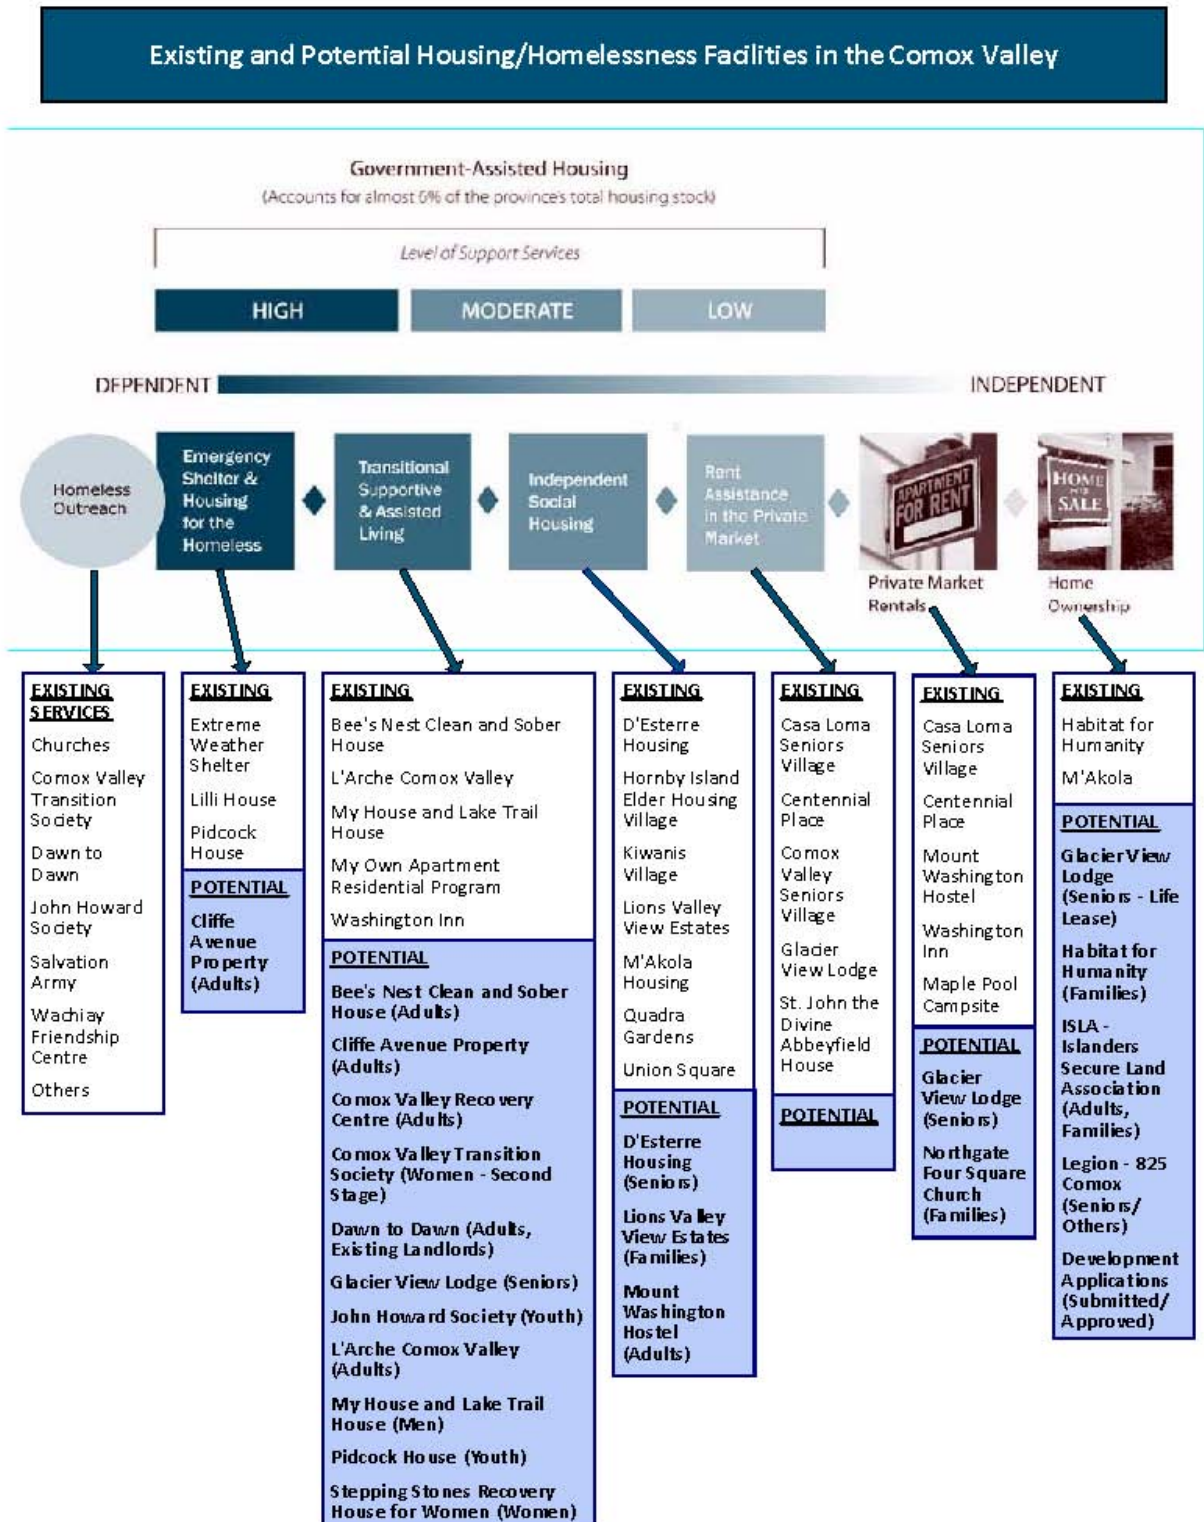 Existing and Potential Housing/Homelessness Facilities in the Comox Valley
Government-Assisted Housing
(Accounts for almost 6% of the province's total housing stock)
Level of Support Services
HIGH
MODERATE
LOW
DEPENDENT
INDEPENDENT
Homeless
Outreach
Emergency
Shelter &
Housing
for the
Homeless
Transitional
Supportive
& Assisted
Living
Independent
Social
Housing
Rent
Assistance
in the Private
Market
APARTMENT
FOR RENT
Private Market
Rentals
HOME
FOR
SALE
Home
Ownership
EXISTING
SERVICES
Churches
Comox Valley
Transition
Society
Dawn to
Dawn
John Howard
Society
Salvation
Army
Wachiay
Friendship
Centre
Others
EXISTING
Extreme
Weather
Shelter
Lilli House
Pidcock
House
POTENTIAL
Cliffe
Avenue
Property
(Adults)
EXISTING
Bee's Nest Clean and Sober
House
L'Arche Comox Valley
My House and Lake Trail
House
My Own Apartment
Residential Program
Washington Inn
POTENTIAL
Bee's Nest Clean and Sober
House (Adults)
Cliffe Avenue Property
(Adults)
Comox Valley Recovery
Centre (Adults)
Comox Valley Transition
Society (Women - Second
Stage)
Dawn to Dawn (Adults,
Existing Landlords)
Glacier View Lodge (Seniors)
John Howard Society (Youth)
L'Arche Comox Valley
(Adults)
My House and Lake Trail
House (Men)
Pidcock House (Youth)
Stepping Stones Recovery
House for Women (Women)
EXISTING
D'Esterre
Housing
Hornby Island
Elder Housing
Village
Kiwanis
Village
Lions Valley
View Estates
M'Akola
Housing
Quadra
Gardens
Union Square
POTENTIAL
D'Esterre
Housing
(Seniors)
Lions Valley
View Estates
(Families)
Mount
Washington
Hostel
(Adults)
EXISTING
Casa Loma
Seniors
Village
Centennial
Place
Comox
Valley
Seniors
Village
Glacier
View Lodge
St. John the
Divine
Abbeyfield
House
POTENTIAL
EXISTING
Casa Loma
Seniors
Village
Centennial
Place
Mount
Washington
Hostel
Washington
Inn
Maple Pool
Campsite
POTENTIAL
Glacier
View Lodge
(Seniors)
Northgate
Four Square
Church
(Families)
EXISTING
Habitat for
Humanity
M'Akola
POTENTIAL
Glacier View
Lodge
(Seniors - Life
Lease)
Habitat for
Humanity
(Families)
ISLA -
Islanders
Secure Land
Association
(Adults,
Families)
Legion - 825
Comox
(Seniors/
Others)
Development
Applications
(Submitted/
Approved)